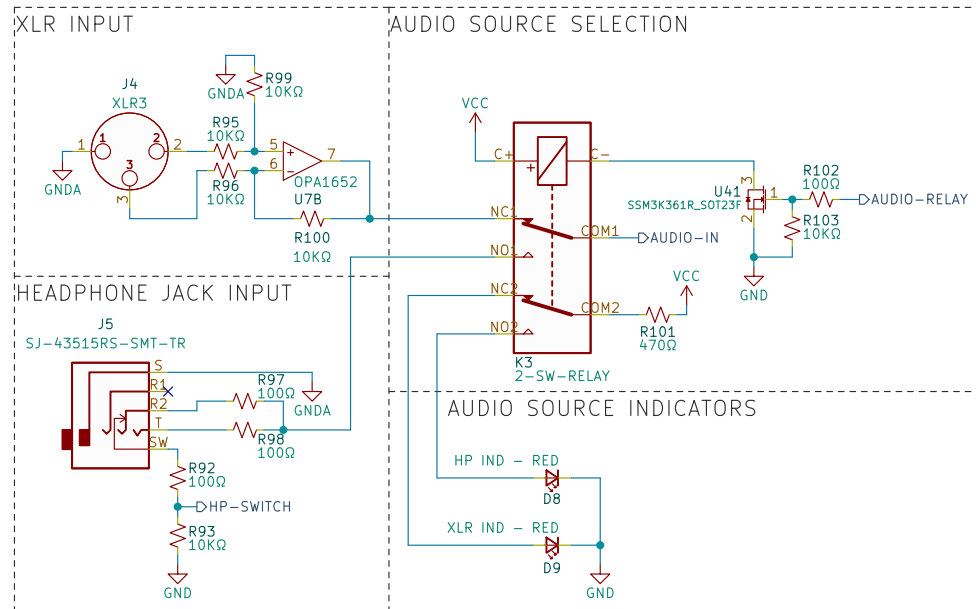 XLR INPUT
AUDIO SOURCE SELECTION
J4
XLR3
1
1
2
2
3
3
GNDA
GNDA
R99
10KΩ
R95
10KΩ
R96
10KΩ
5
6
7
+
-
OPA1652
U7B
R100
10KΩ
VCC
C+
C-
+
NC1
COM1
AUDIO-IN
NO1
NC2
COM2
NO2
K3
2-SW-RELAY
VCC
R101
470Ω
3
U41
SSM3K361R_SOT23F
1
2
R102
100Ω
AUDIO-RELAY
R103
10KΩ
GND
HEADPHONE JACK INPUT
J5
SJ-43515RS-SMT-TR
S
R1
R2
T
SW
R97
100Ω
GNDA
R98
100Ω
R92
100Ω
HP-SWITCH
R93
10KΩ
GND
AUDIO SOURCE INDICATORS
HP IND - RED
D8
XLR IND - RED
D9
GND